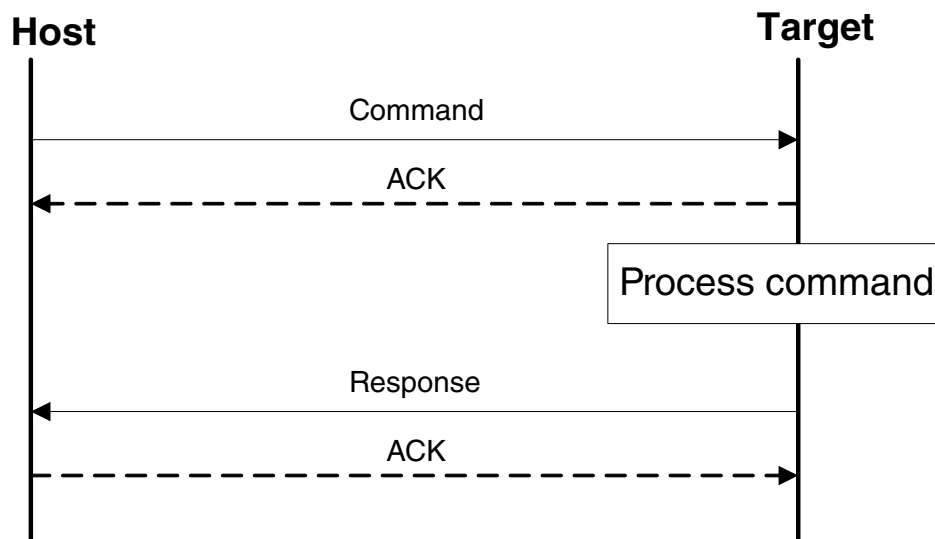 Host
Target
Command
ACK
Process command
Response
ACK